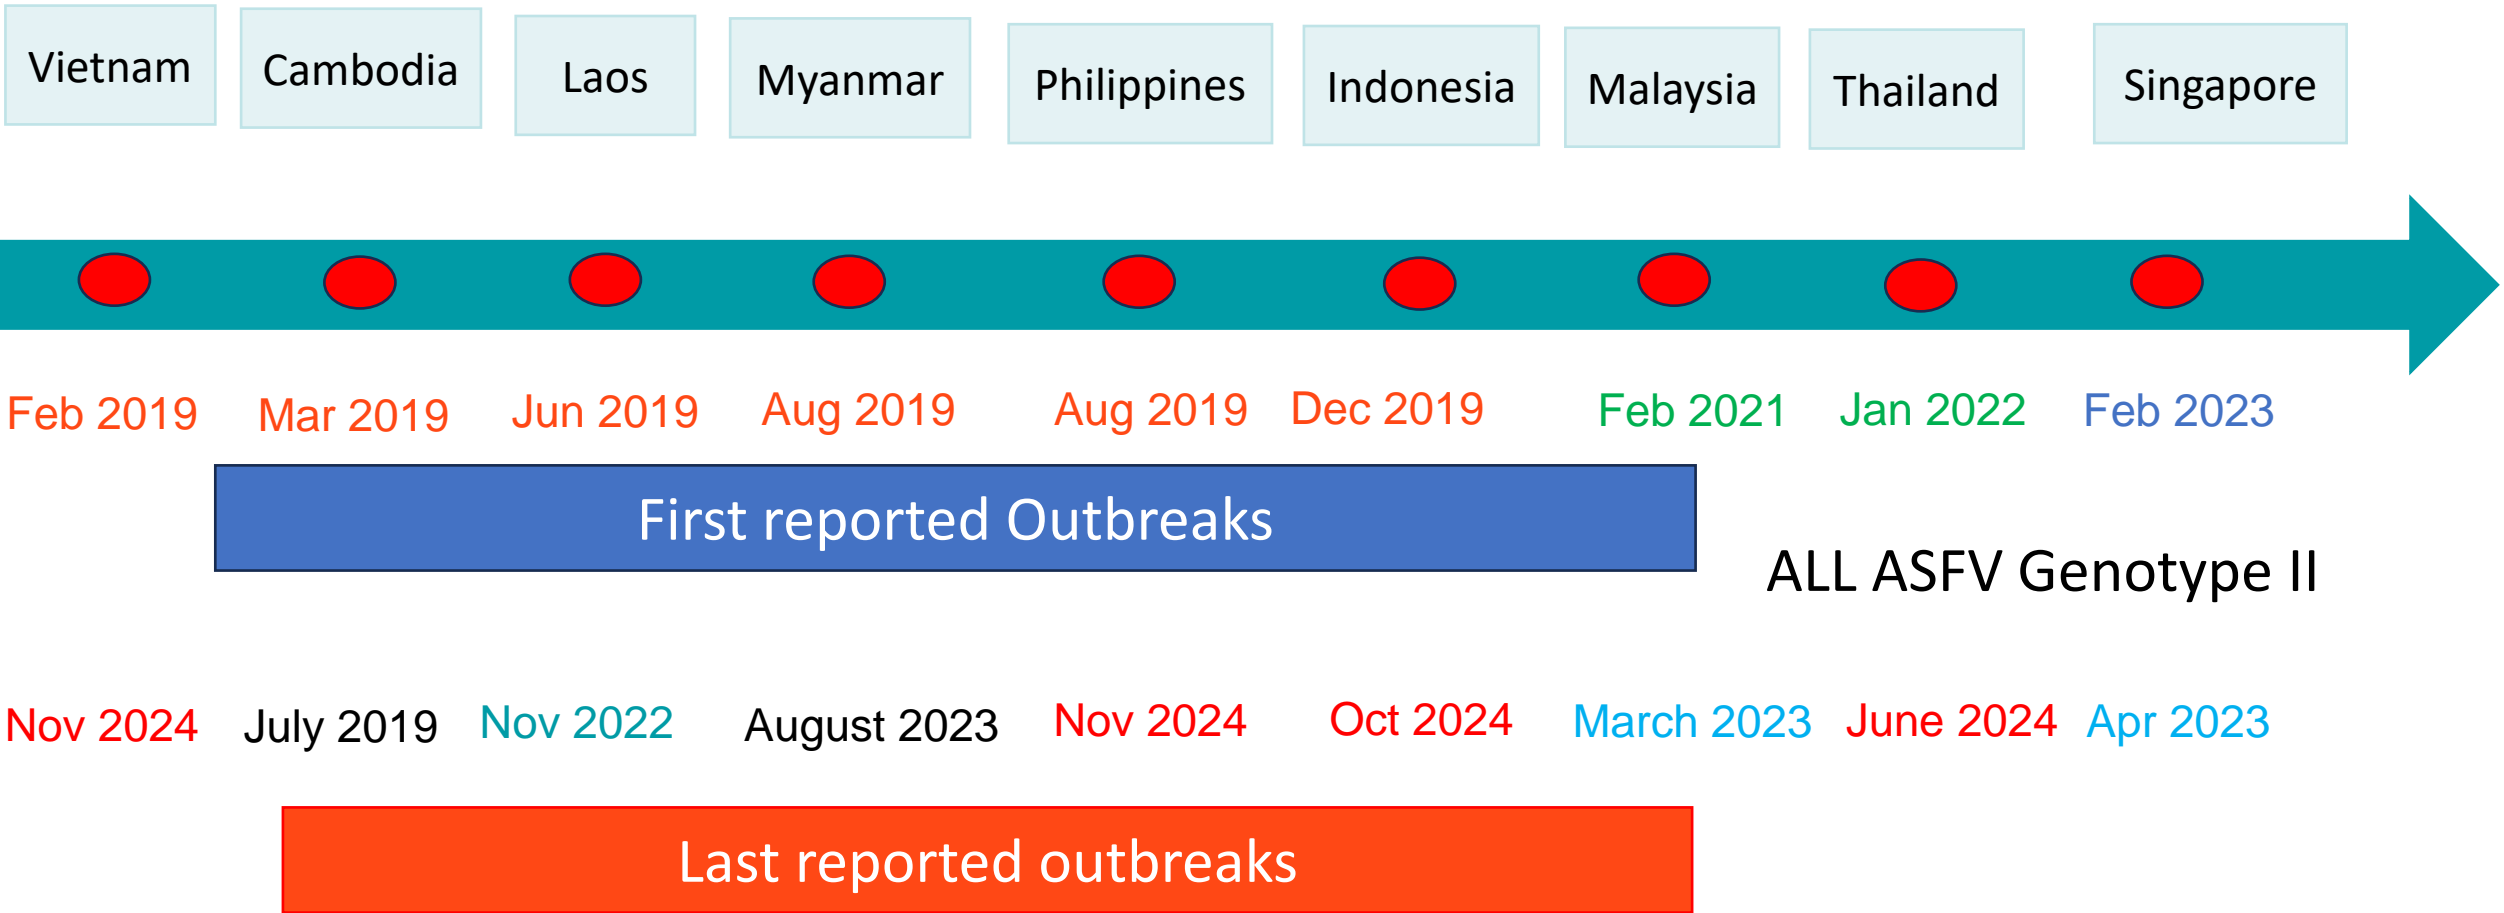 Vietnam
Cambodia
Laos
Myanmar
Philippines
Indonesia
Malaysia
Thailand
Singapore
Feb 2019
Mar 2019
Jun 2019
Aug 2019
Aug 2019
Dec 2019
Feb 2021
Jan 2022
Feb 2023
First reported Outbreaks
ALL ASFV Genotype II
Nov 2024
July 2019
Nov 2022
August 2023
Nov 2024
Oct 2024
March 2023
June 2024
Apr 2023
Last reported outbreaks